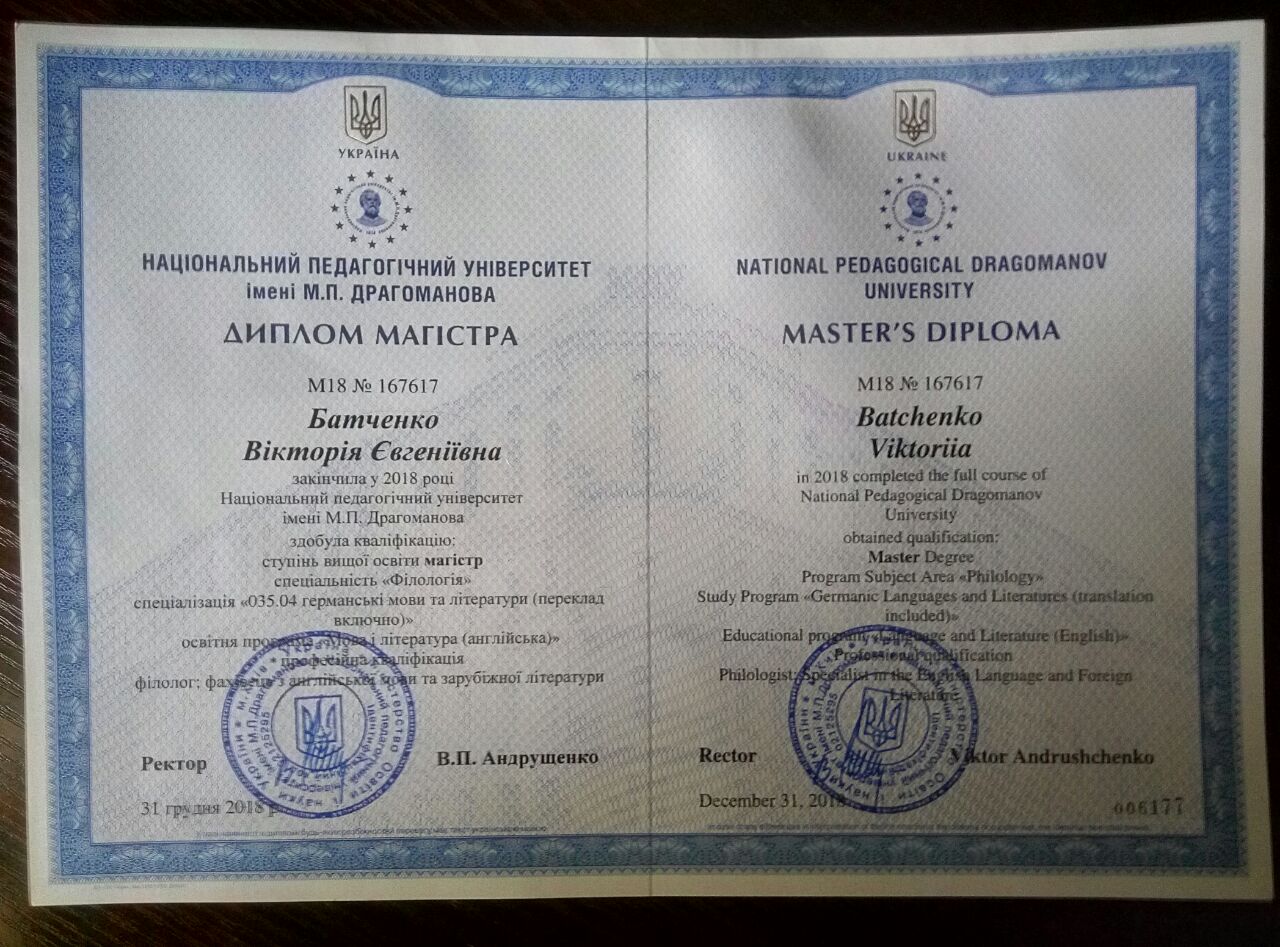 УКРАЇНА
НАЦІОНАЛЬНИЙ ПЕДАГОГІЧНИЙ УНІВЕРСИТЕТ
імені М.П. ДРАГОМАНОВА
ДИПЛОМ МАГІСТРА
М18 № 167617
Батченко
Вікторія Євгеніївна
закінчила у 2018 році
Національний педагогічний університет
імені М.П. Драгоманова
здобула кваліфікацію:
ступінь вищої освіти магістр
спеціальність «Філологія»
спеціалізація «035.04 германські мови та літератури (переклад
включно)»
освітня програма «Мова і література (англійська)»
професійна кваліфікація
філолог; фахівець з англійської мови та зарубіжної літератури
Ректор
В.П. Андрущенко
31 грудня 2018 р
UKRAINE
NATIONAL PEDAGOGICAL DRAGOMANOV
UNIVERSITY
MASTER'S DIPLOMA
M18 № 167617
Batchenko
Viktoriia
in 2018 completed the full course of
National Pedagogical Dragomanov
University
obtained qualification:
Master Degree
Program Subject Area «Philology»
Study Program «Germanic Languages and Literatures (translation
included)»
Educational program «Language and Literature (English)»
Professional qualification
Philologist; Specialist in the English Language and Foreign
Literature
Rector
Viktor Andrushchenko
December 31, 2018
006177